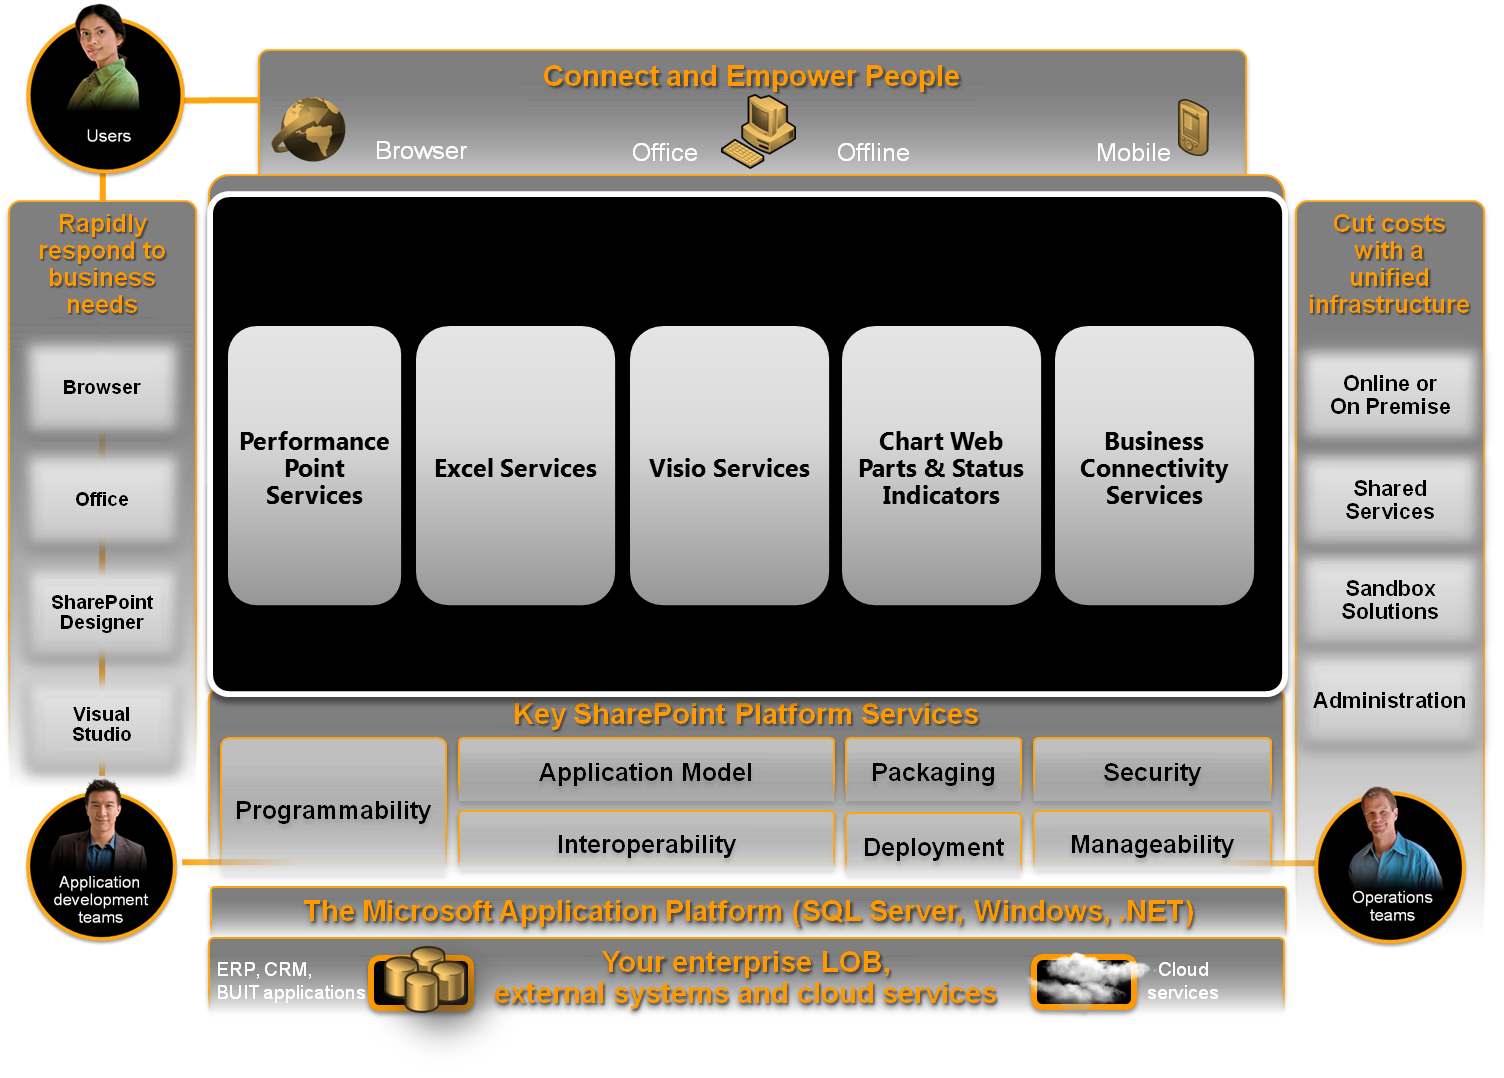 Users
Connect and Empower People
Browser
Office
Offline
Mobile
Rapidly
respond to
business
needs
Browser
Office
SharePoint
Designer
Visual
Studio
Application
development
teams
Performance
Point
Services
Excel Services
Visio Services
Chart Web
Parts & Status
Indicators
Business
Connectivity
Services
Cut costs
with a
unified
infrastructure
Online or
On Premise
Shared
Services
Sandbox
Solutions
Administration
Operations
teams
Key SharePoint Platform Services
Programmability
Application Model
Packaging
Security
Interoperability
Deployment
Manageability
The Microsoft Application Platform (SQL Server, Windows, .NET)
ERP, CRM,
BUIT applications
Your enterprise LOB,
external systems and cloud services
Cloud
services